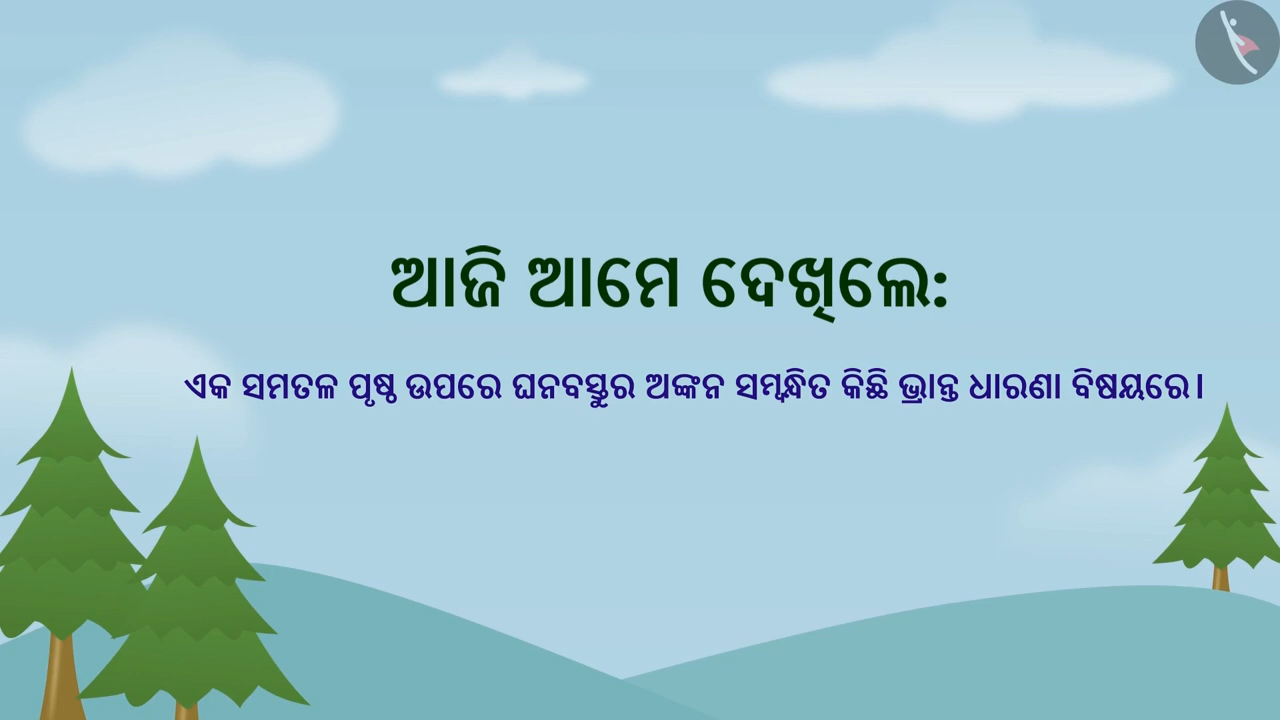 ଆଜି ଆମେ ଦେଖିଲେ:
ଏକ ସମତଳ ପୃଷ୍ଠ ଉପରେ ଘନବସ୍ତୁର ଅଙ୍କନ ସମ୍ବନ୍ଧିତ କିଛି ଭ୍ରାନ୍ତ ଧାରଣା ବିଷୟରେ।